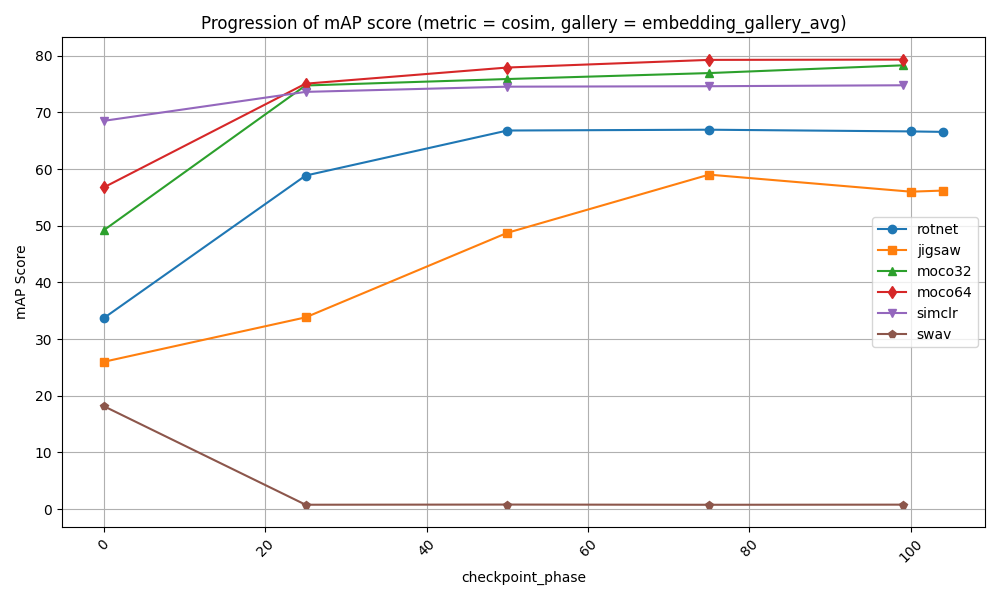 Progression of mAP score (metric = cosim, gallery = embedding_gallery_avg)
mAP Score
80
70
60
50
40
30
20
10
0
rotnet
jigsaw
moco32
moco64
simclr
swav
0
20
40
60
80
100
checkpoint_phase